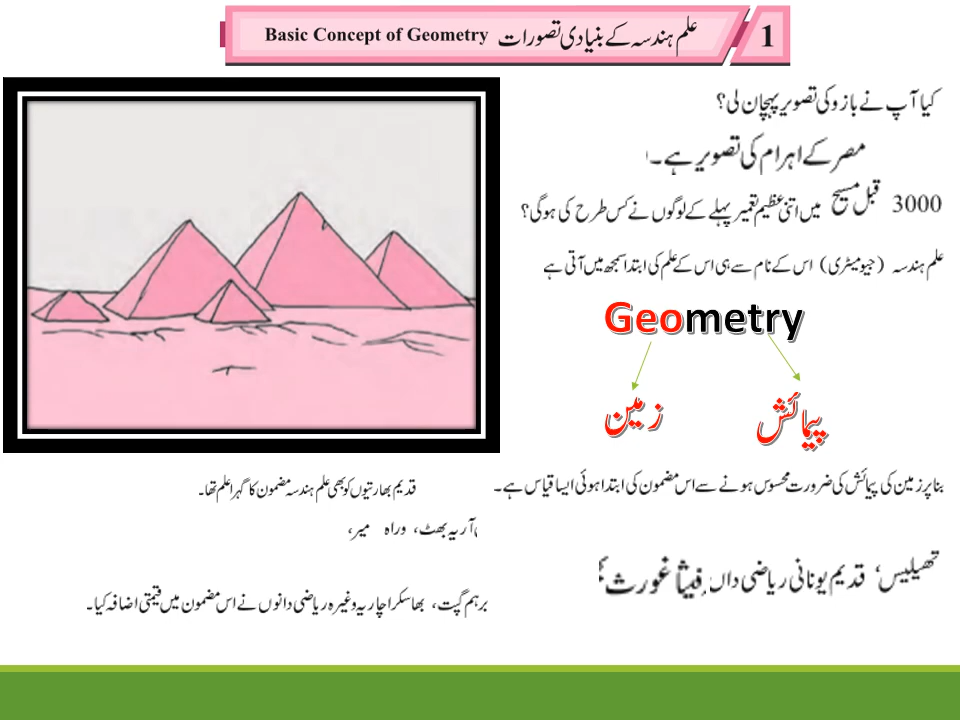 1 علم ہندسہ کے بنیادی تصورات Basic Concept of Geometry
کیا آپ نے بازو کی تصویر پہچان لی؟
مصر کے اہرام کی تصویر ہے۔
3000 قبل مسیح میں اتنی عظیم تعمیر پہلے کے لوگوں نے کس طرح کی ہوگی؟
علم ہندسہ (جیومیٹری) اس کے نام سے ہی اس کے علم کی ابتدا سمجھ میں آتی ہے
Geometry
زمین پیمائش
بنا پر زمین کی پیمائش کی ضرورت محسوس ہونے سے اس مضمون کی ابتدا ہوئی ایسا قیاس ہے۔
تھیلیس، قدیم یونانی ریاضی داں فیثا غورث
قدیم بھارتیوں کو بھی علم ہندسہ مضمون کا گہرا علم تھا۔
آریہ بھٹ، وراہ میر،
برہم گپت، بھاسکر اچاریہ وغیرہ ریاضی دانوں نے اس مضمون میں قیمتی اضافہ کیا۔